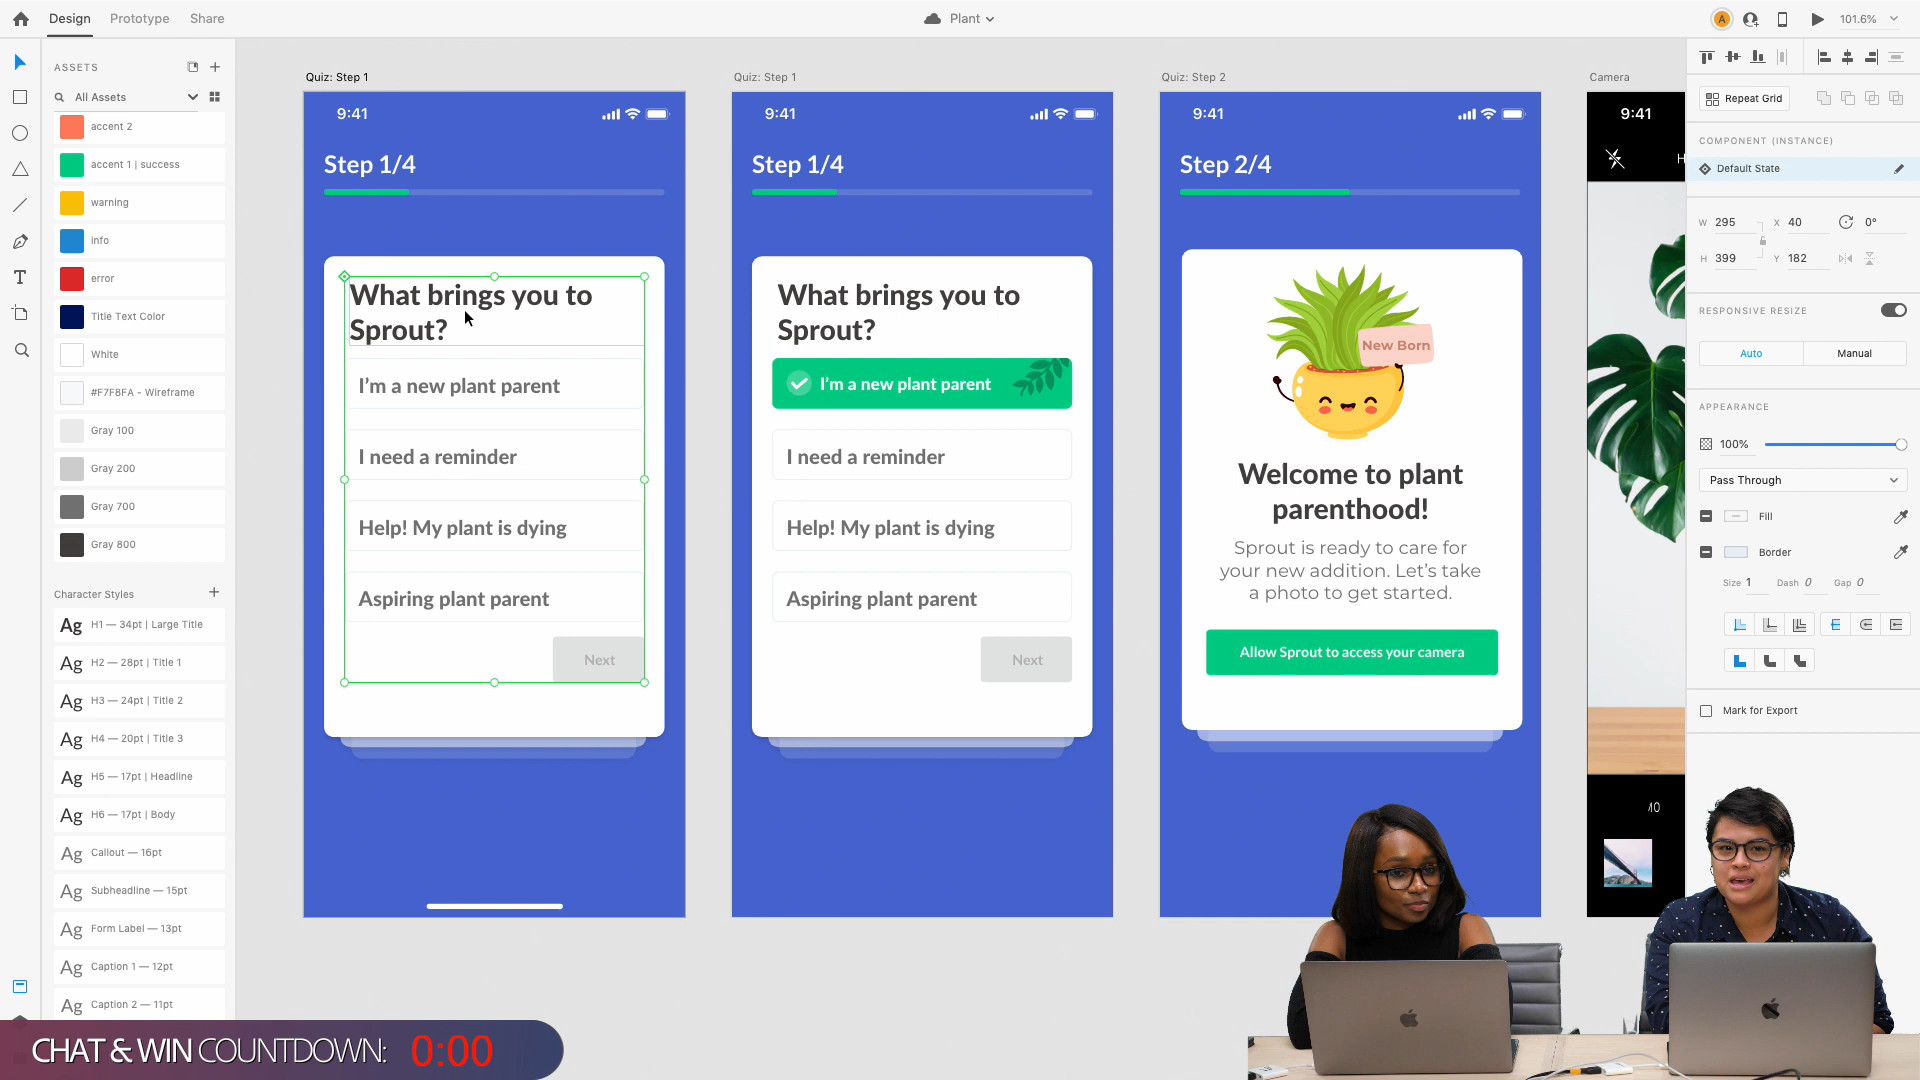 Design
Prototype
Share
Plant
A
101.6%
ASSETS
All Assets
accent 2
accent 1 | success
warning
info
error
Title Text Color
White
#F7F8FA - Wireframe
Gray 100
Gray 200
Gray 700
Gray 800
Character Styles
Ag H1 — 34pt | Large Title
Ag H2 — 28pt | Title 1
Ag H3 — 24pt | Title 2
Ag H4 — 20pt | Title 3
Ag H5 — 17pt | Headline
Ag H6 — 17pt | Body
Ag Callout — 16pt
Ag Subheadline — 15pt
Ag Form Label — 13pt
Ag Caption 1 — 12pt
Ag Caption 2 — 11pt
Quiz: Step 1
9:41
Step 1/4
What brings you to
Sprout?
I'm a new plant parent
I need a reminder
Help! My plant is dying
Aspiring plant parent
Next
Quiz: Step 1
9:41
Step 1/4
What brings you to
Sprout?
I'm a new plant parent
I need a reminder
Help! My plant is dying
Aspiring plant parent
Next
Quiz: Step 2
9:41
Step 2/4
New Born
Welcome to plant
parenthood!
Sprout is ready to care for
your new addition. Let's take
a photo to get started.
Allow Sprout to access your camera
Camera
9:41
H
Repeat Grid
COMPONENT (INSTANCE)
Default State
W 295 X 40 0°
H 399 Y 182
RESPONSIVE RESIZE
Auto
Manual
APPEARANCE
100%
Pass Through
Fill
Border
Size 1 Dash 0 Gap 0
Mark for Export
CHAT & WIN COUNTDOWN: 0:00